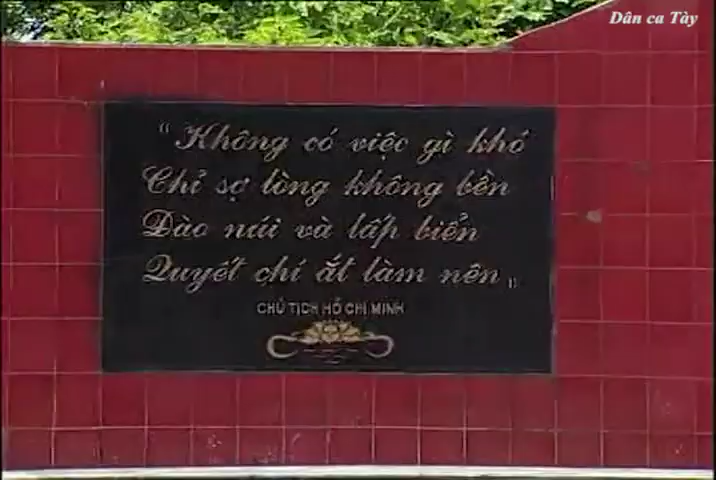 Dân ca Tày
"Không có việc gì khó
Chỉ sợ lòng không bền
Đào núi và lấp biển
Quyết chí ắt làm nên„
CHỦ TỊCH HỒ CHÍ MINH